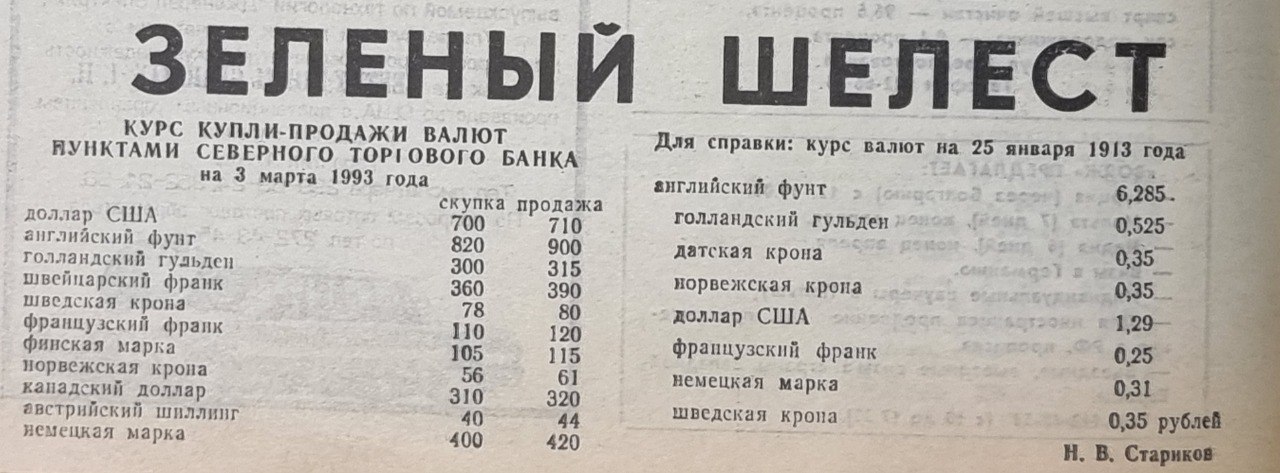 ЗЕЛЕНЫЙ ШЕЛЕСТ
КУРС КУПЛИ-ПРОДАЖИ ВАЛЮТ
ПУНКТАМИ СЕВЕРНОГО ТОРГОВОГО БАНКА
на 3 марта 1993 года
скупка продажа
доллар США 700 710
английский фунт 820 900
голландский гульден 300 315
швейцарский франк 360 390
шведская крона 78 80
французский франк 110 120
финская марка 105 115
норвежская крона 56 61
канадский доллар 310 320
австрийский шиллинг 40 44
немецкая марка 400 420
Для справки: курс валют на 25 января 1913 года
английский фунт 6,285
голландский гульден 0,525
датская крона 0,35
норвежская крона 0,35
доллар США 1,29
французский франк 0,25
немецкая марка 0,31
шведская крона 0,35 рублей
Н. В. Стариков